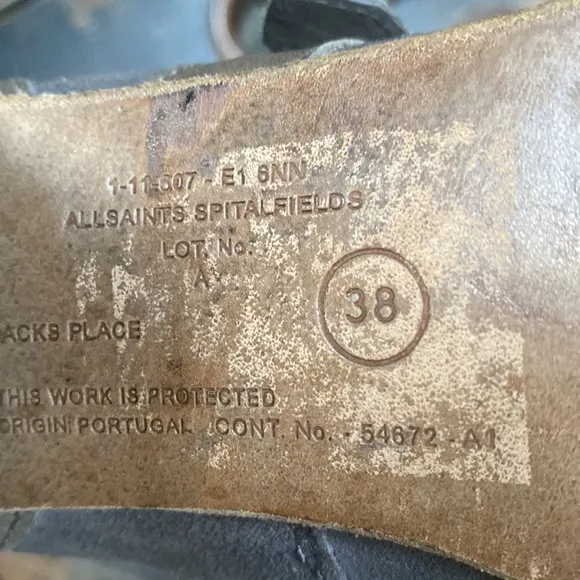 1-11-507 - E1 6NN
ALLSAINTS SPITALFIELDS
LOT. No:
A
38
ACKS PLACE
THIS WORK IS PROTECTED
ORIGIN: PORTUGAL CONT. No. - 54672 - A1